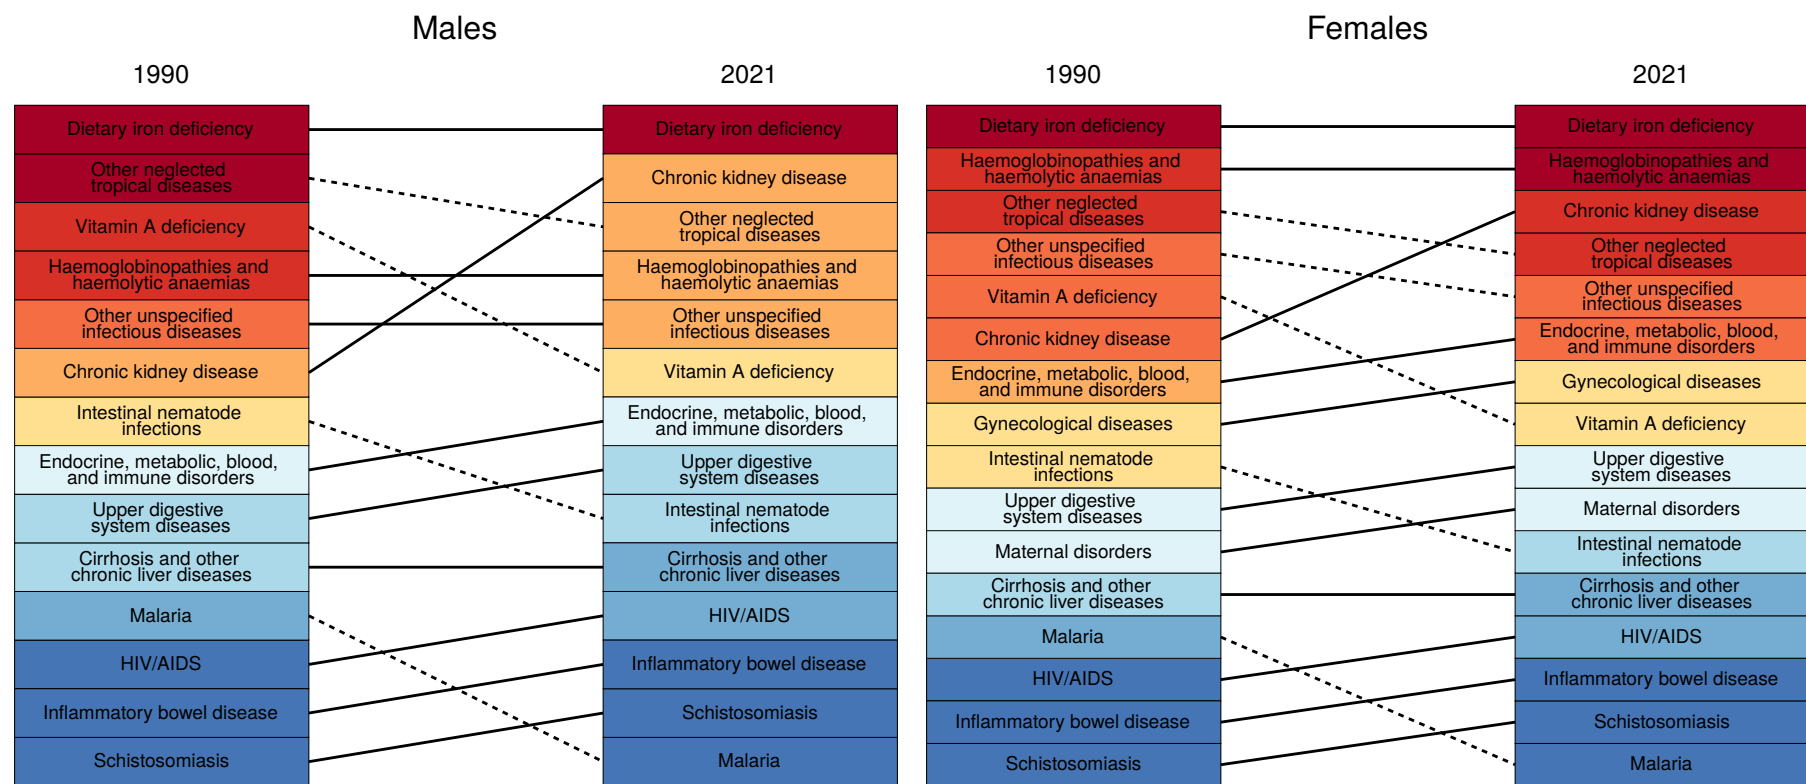 Males
1990
2021
Dietary iron deficiency
Other neglected
tropical diseases
Vitamin A deficiency
Haemoglobinopathies and
haemolytic anaemias
Other unspecified
infectious diseases
Chronic kidney disease
Intestinal nematode
infections
Endocrine, metabolic, blood,
and immune disorders
Upper digestive
system diseases
Cirrhosis and other
chronic liver diseases
Malaria
HIV/AIDS
Inflammatory bowel disease
Schistosomiasis
Dietary iron deficiency
Chronic kidney disease
Other neglected
tropical diseases
Haemoglobinopathies and
haemolytic anaemias
Other unspecified
infectious diseases
Vitamin A deficiency
Endocrine, metabolic, blood,
and immune disorders
Upper digestive
system diseases
Intestinal nematode
infections
Cirrhosis and other
chronic liver diseases
HIV/AIDS
Inflammatory bowel disease
Schistosomiasis
Malaria
Females
1990
2021
Dietary iron deficiency
Haemoglobinopathies and
haemolytic anaemias
Other neglected
tropical diseases
Other unspecified
infectious diseases
Vitamin A deficiency
Chronic kidney disease
Endocrine, metabolic, blood,
and immune disorders
Gynecological diseases
Intestinal nematode
infections
Upper digestive
system diseases
Maternal disorders
Cirrhosis and other
chronic liver diseases
Malaria
HIV/AIDS
Inflammatory bowel disease
Schistosomiasis
Dietary iron deficiency
Haemoglobinopathies and
haemolytic anaemias
Chronic kidney disease
Other neglected
tropical diseases
Other unspecified
infectious diseases
Endocrine, metabolic, blood,
and immune disorders
Gynecological diseases
Vitamin A deficiency
Upper digestive
system diseases
Maternal disorders
Intestinal nematode
infections
Cirrhosis and other
chronic liver diseases
HIV/AIDS
Inflammatory bowel disease
Schistosomiasis
Malaria